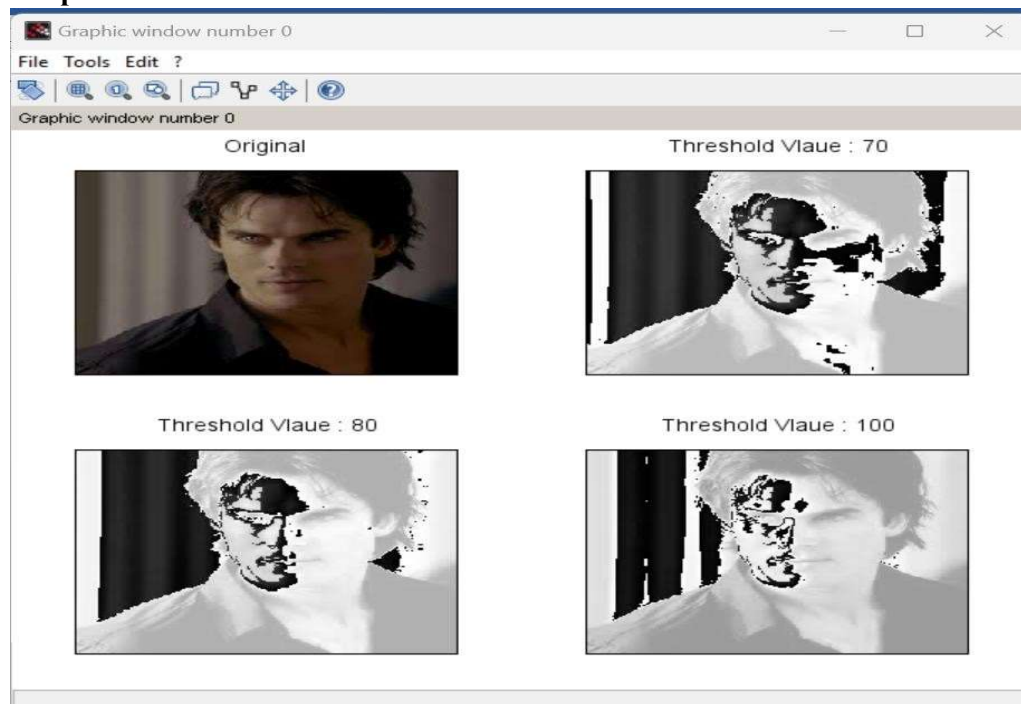 Graphic window number 0
File Tools Edit ?
Graphic window number 0
Original
Threshold Vlaue : 70
Threshold Vlaue : 80
Threshold Vlaue : 100